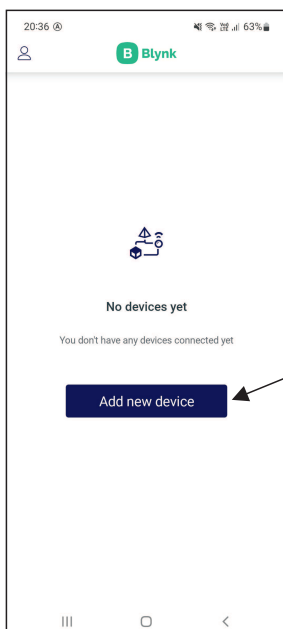 20:36
63%
B Blynk
No devices yet
You don't have any devices connected yet
Add new device